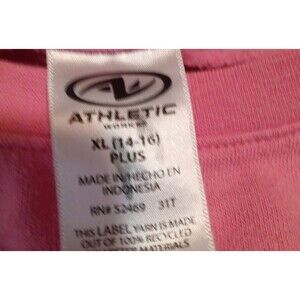 ATHLETIC
WORKS
XL (14-16)
PLUS
MADE IN/HECHO EN
INDONESIA
RN# 52469 31T
THIS LABEL YARN IS MADE
OUT OF 100% RECYCLED
MATERIALS